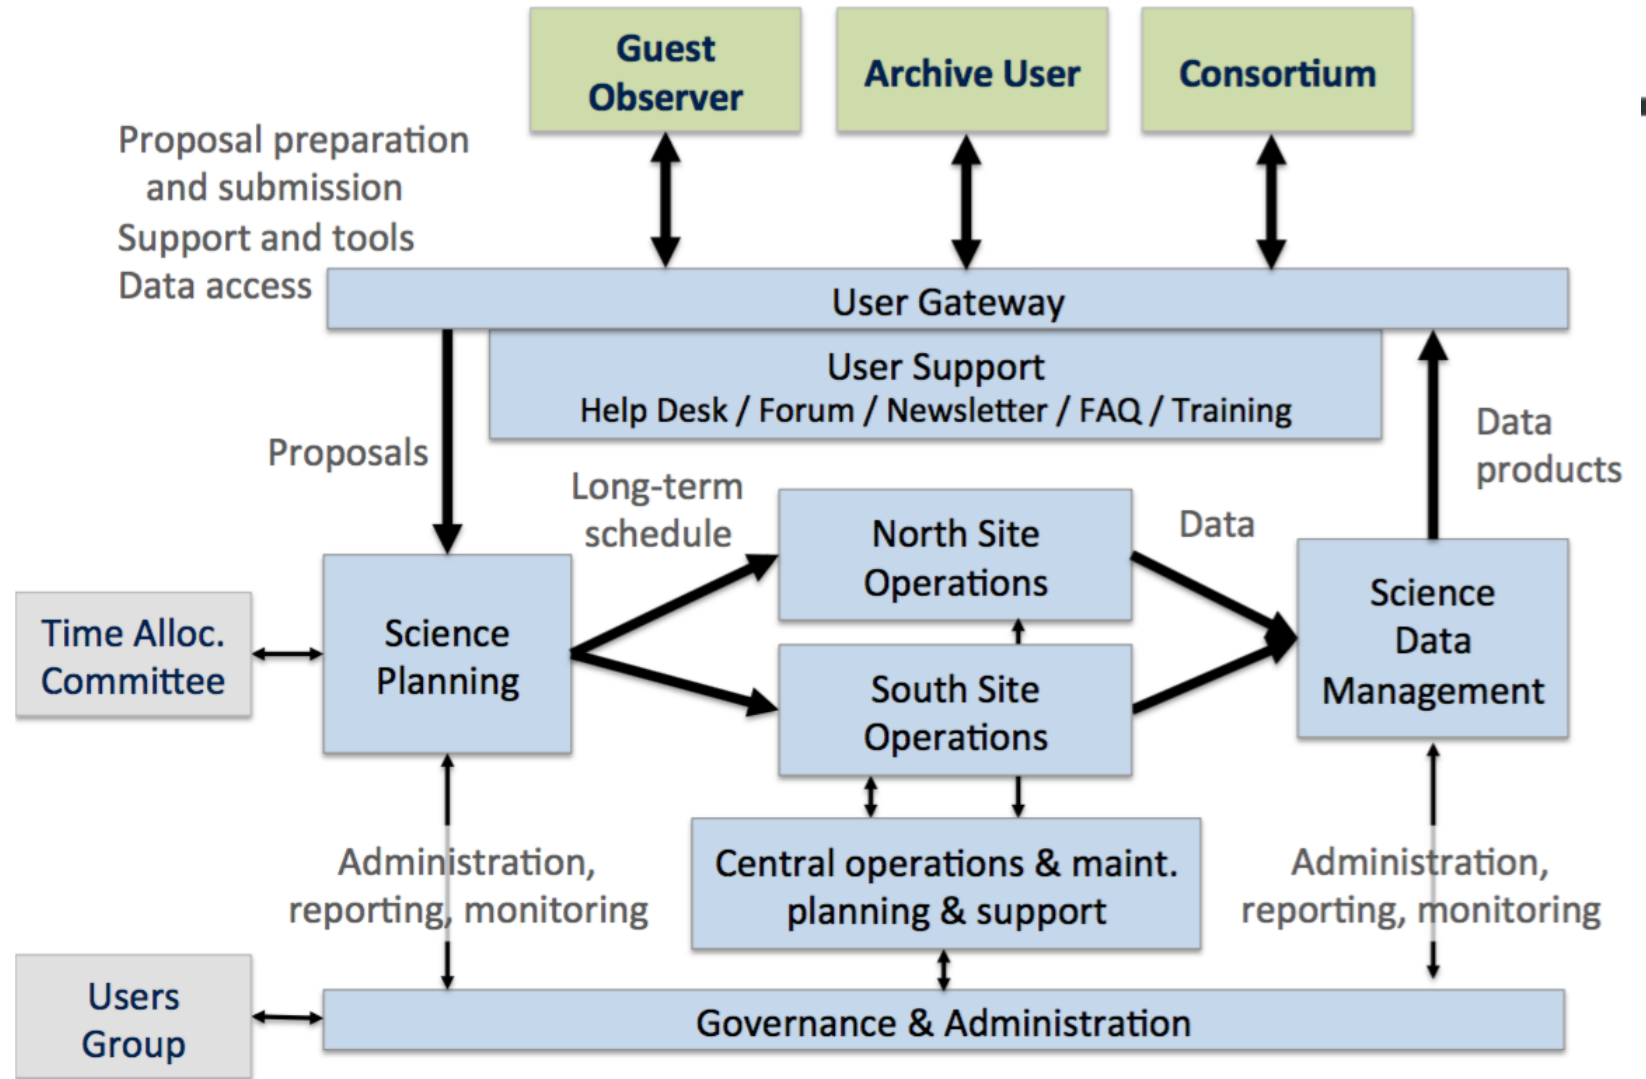 Guest
Observer
Archive User
Consortium
Proposal preparation
and submission
Support and tools
Data access
User Gateway
User Support
Help Desk / Forum / Newsletter / FAQ / Training
Proposals
Long-term
schedule
Data
Data
products
North Site
Operations
Science
Planning
Time Alloc.
Committee
South Site
Operations
Science
Data
Management
Administration,
reporting, monitoring
Central operations & maint.
planning & support
Administration,
reporting, monitoring
Users
Group
Governance & Administration